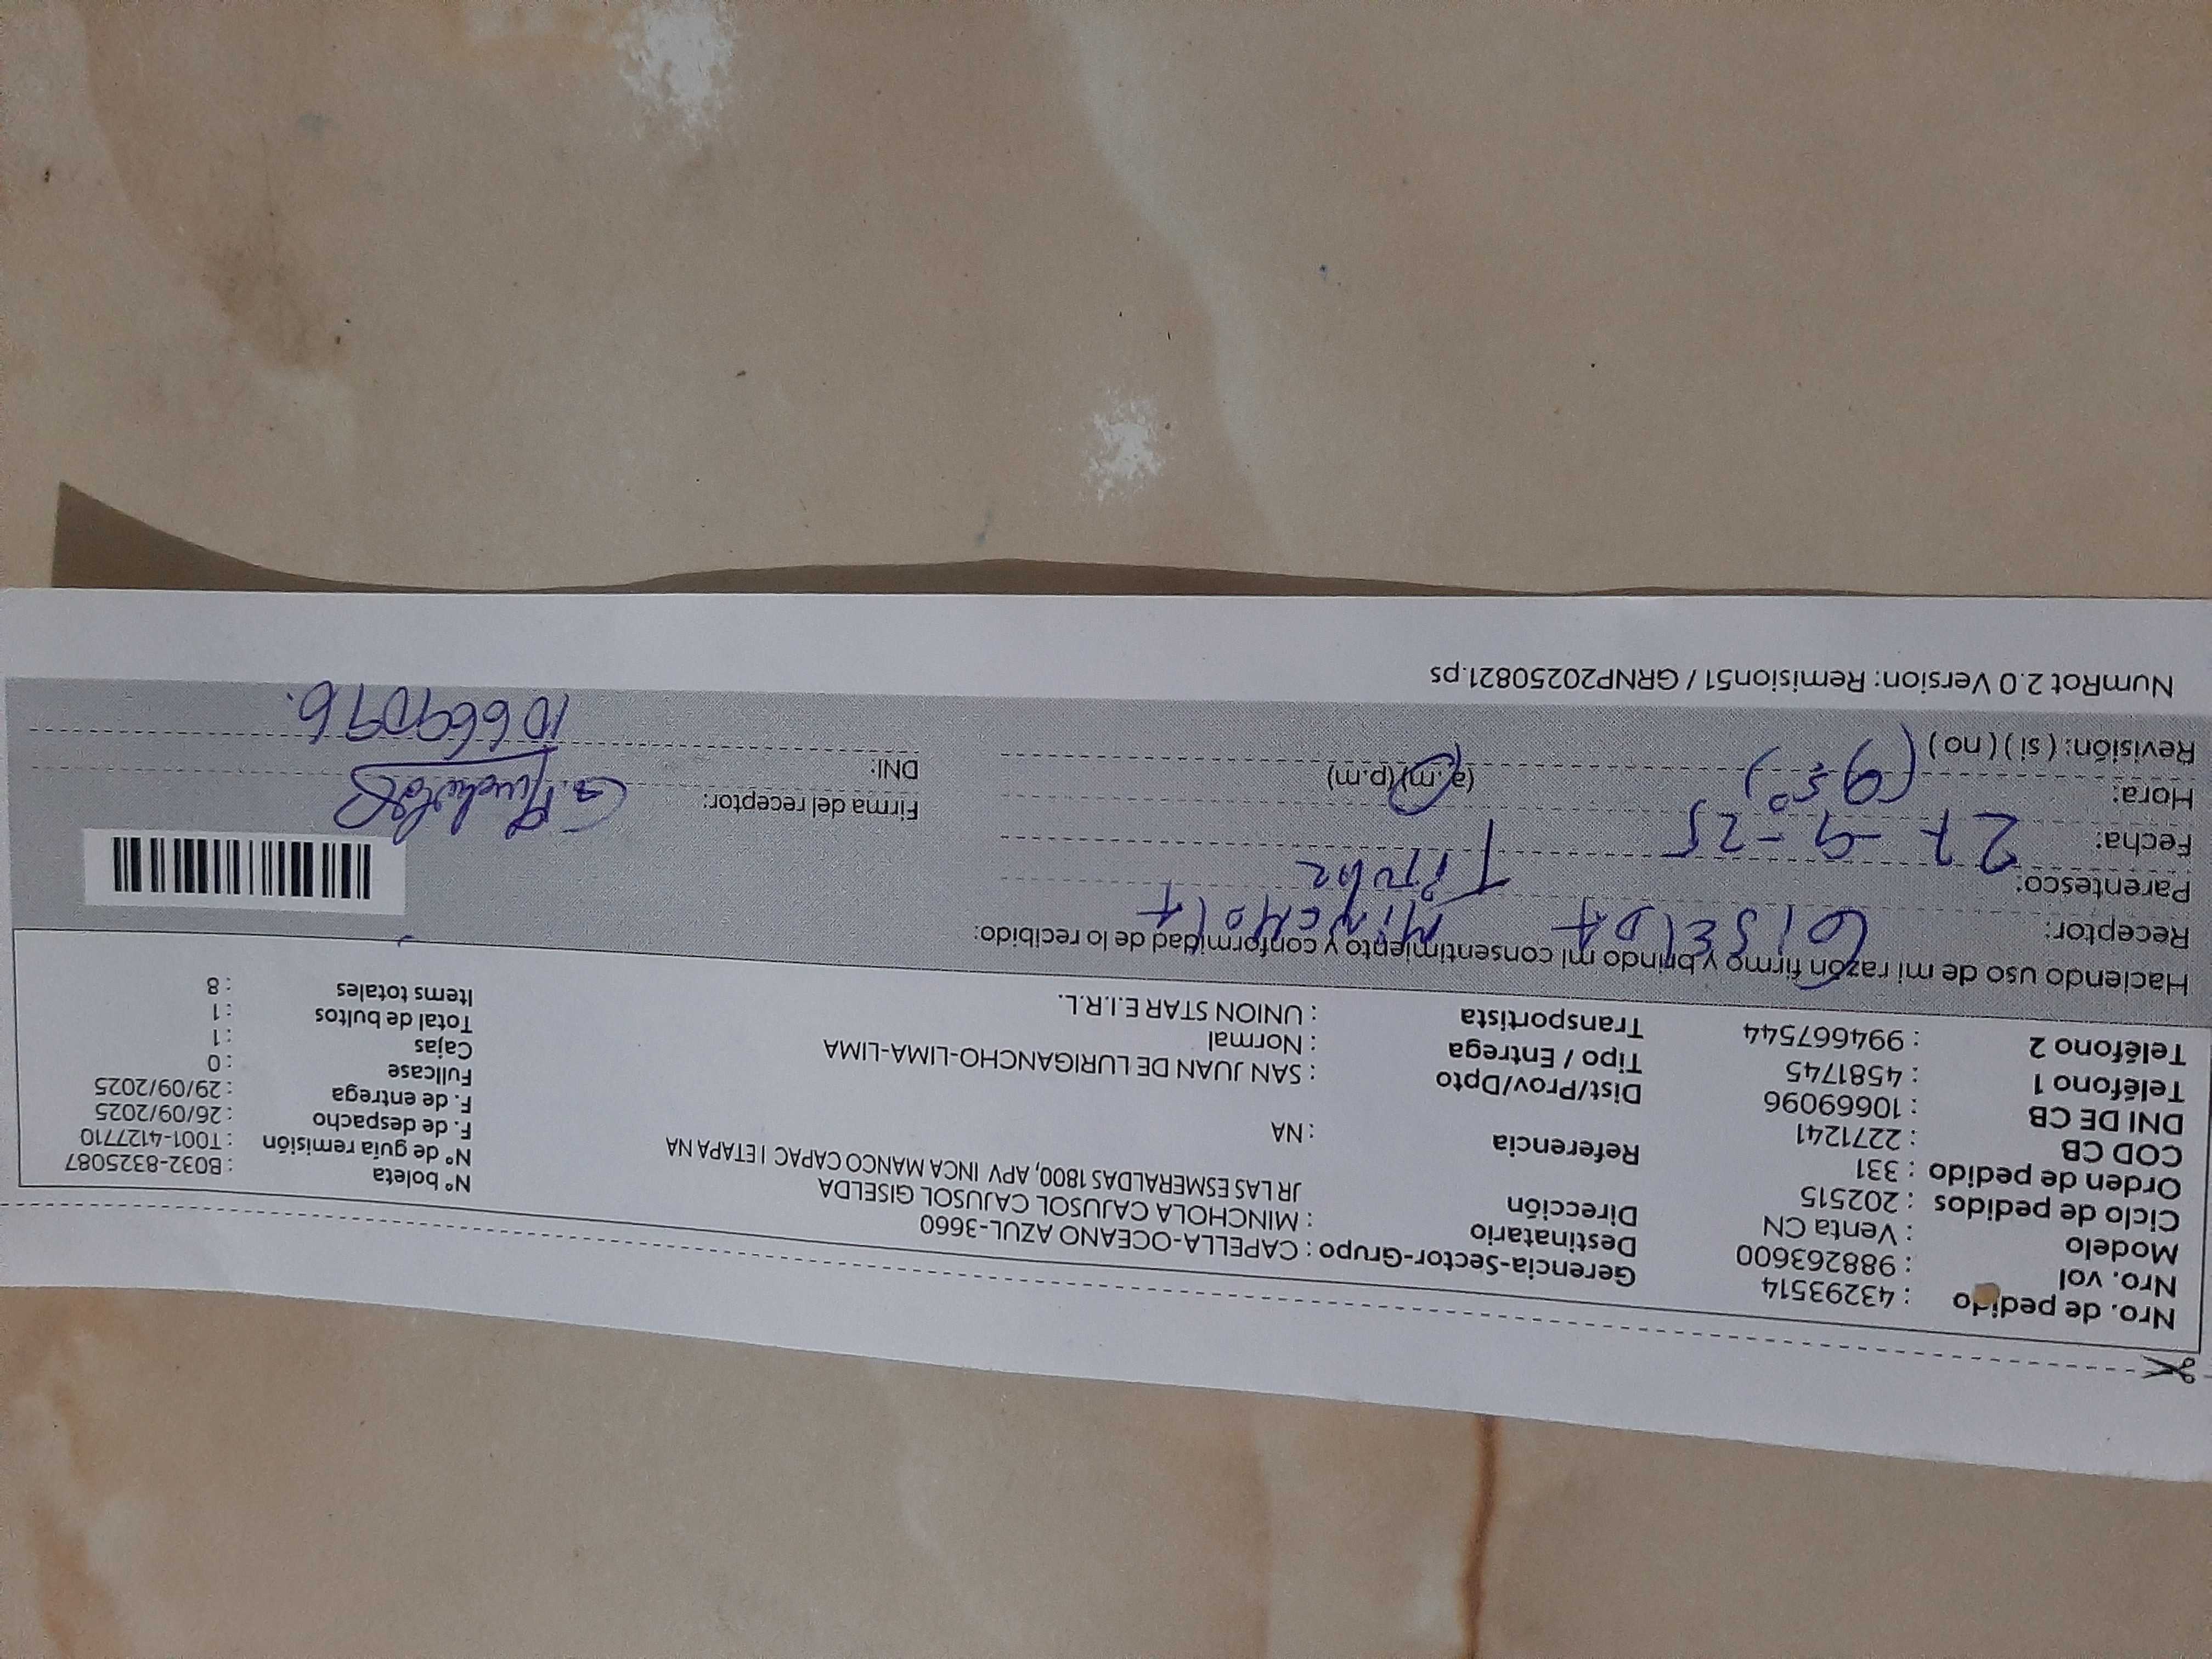 Nro. de pedido : 43293514
Nro. vol : 988263600
Modelo : Venta CN
Ciclo de pedidos : 202515
Orden de pedido : 331
COD CB : 2271241
DNI DE CB : 10669096
Teléfono 1 : 4581745
Teléfono 2 : 994667544
Gerencia-Sector-Grupo : CAPELLA-OCEANO AZUL-3660
Destinatario : MINCHOLA CAJUSOL CAJUSOL GISELDA
Dirección JR LAS ESMERALDAS 1800, APV INCA MANCO CAPAC I ETAPA NA
Referencia : NA
Dist/Prov/Dpto : SAN JUAN DE LURIGANCHO-LIMA-LIMA
Tipo / Entrega : Normal
Transportista : UNION STAR E.I.R.L.
N° boleta : B032-8325087
N° de guía remisión : T001-4127710
F. de despacho : 26/09/2025
F. de entrega : 29/09/2025
Fullcase : 0
Cajas : 1
Total de bultos : 1
Items totales : 8
Haciendo uso de mi razón firmo y brindo mi consentimiento y conformidad de lo recibido:
Receptor: GISELDA MINCHOLA
Parentesco: Titular
Fecha: 27-9-25
Hora: (9:50) (a.m)(p.m)
Revisión: ( si ) ( no )
Firma del receptor: G. Minchola
DNI: 10669096.
NumRot 2.0 Version: Remision51 / GRNP20250821.ps